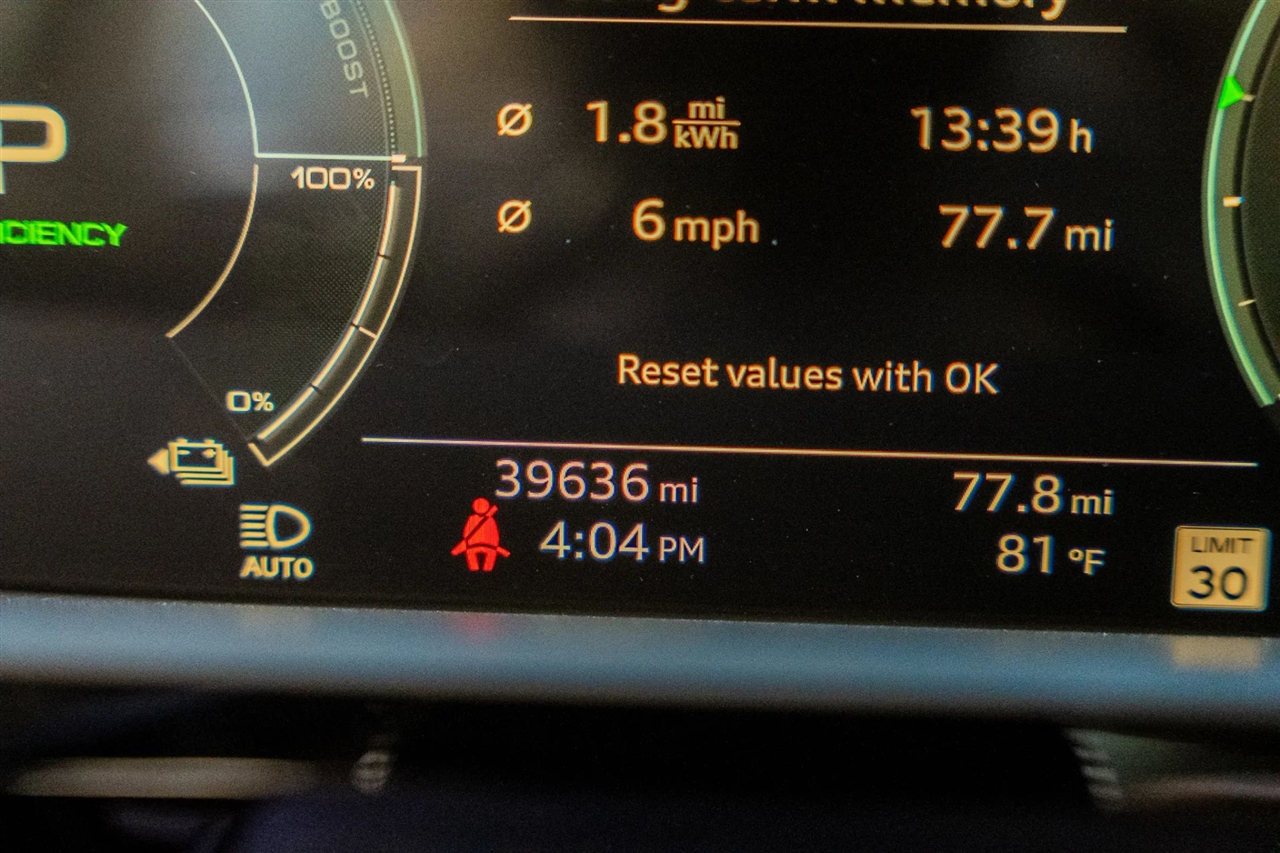 BOOST
P
100%
0%
AUTO
Ø 1.8 mi/kWh 13:39 h
Ø 6 mph 77.7 mi
Reset values with OK
39636 mi 77.8 mi
4:04 PM 81 °F
LIMIT
30